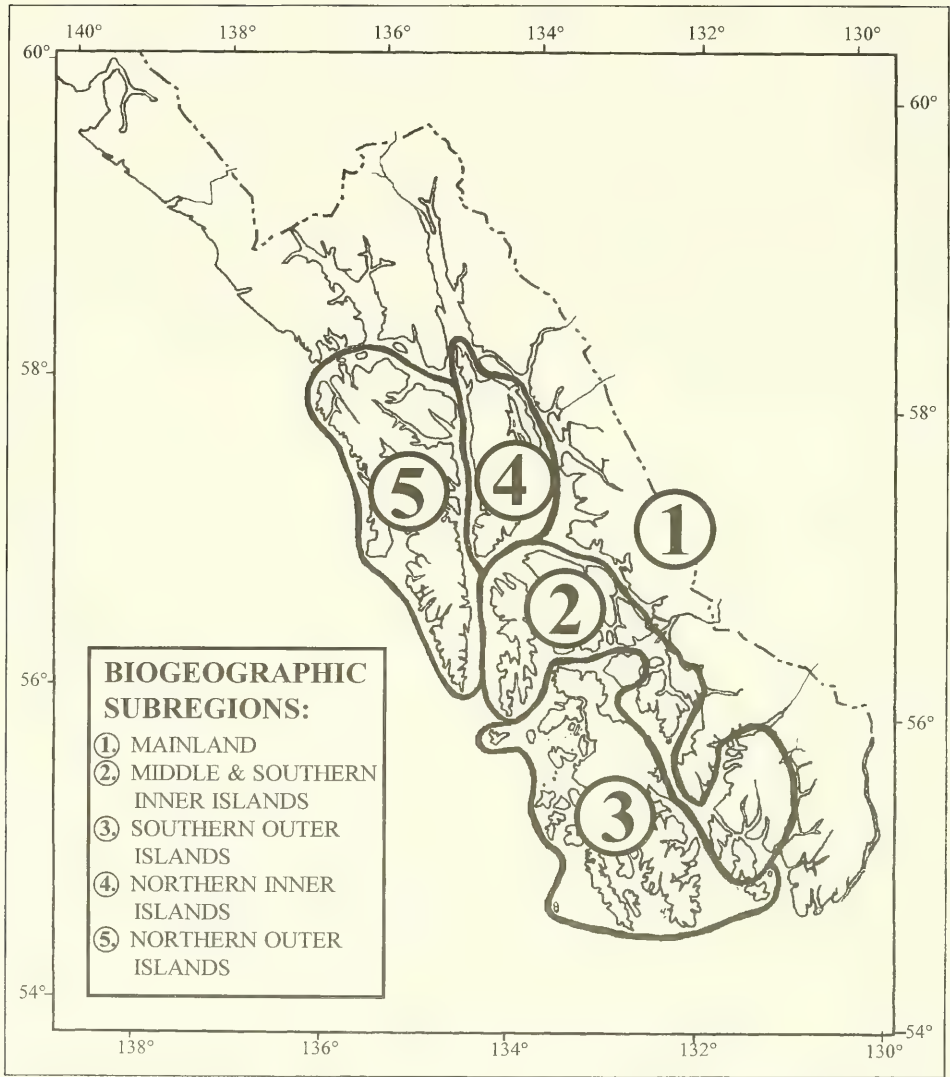 140° 138° 136° 134° 132° 130°
60°
60°
58°
58°
5
4
1
2
56°
56°
3
BIOGEOGRAPHIC
SUBREGIONS:
1. MAINLAND
2. MIDDLE & SOUTHERN
INNER ISLANDS
3. SOUTHERN OUTER
ISLANDS
4. NORTHERN INNER
ISLANDS
5. NORTHERN OUTER
ISLANDS
54°
54°
138° 136° 134° 132° 130°